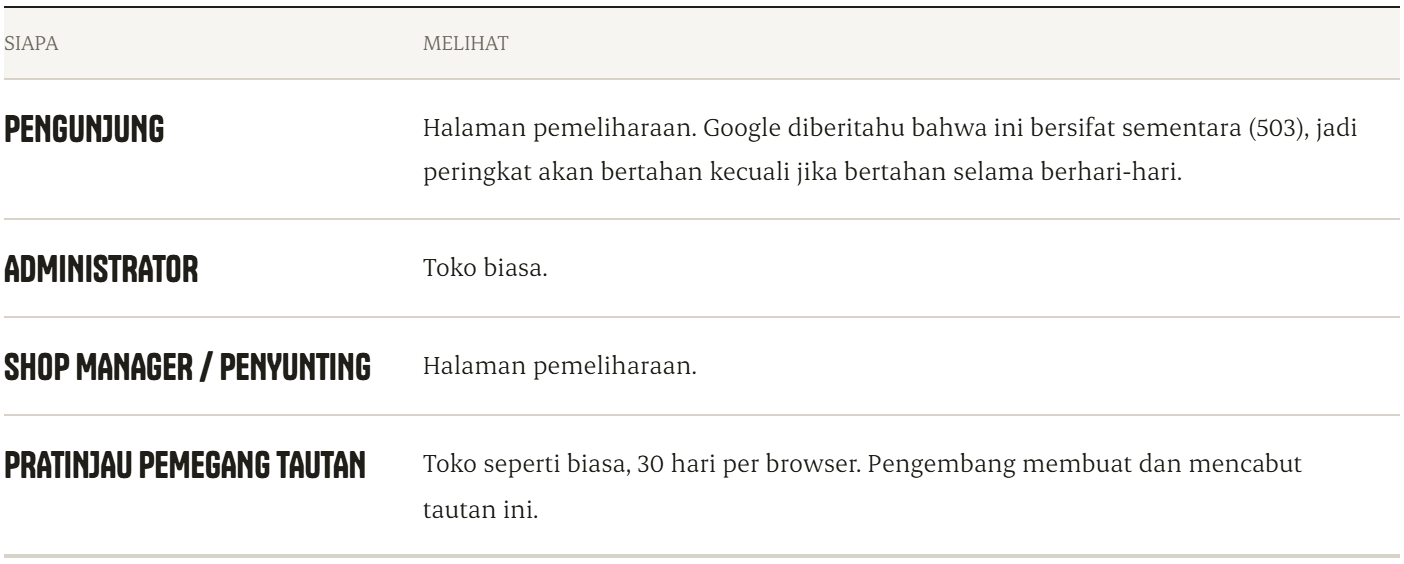 SIAPA
MELIHAT
PENGUNJUNG
Halaman pemeliharaan. Google diberitahu bahwa ini bersifat sementara (503), jadi
peringkat akan bertahan kecuali jika bertahan selama berhari-hari.
ADMINISTRATOR
Toko biasa.
SHOP MANAGER / PENYUNTING
Halaman pemeliharaan.
PRATINJAU PEMEGANG TAUTAN
Toko seperti biasa, 30 hari per browser. Pengembang membuat dan mencabut
tautan ini.